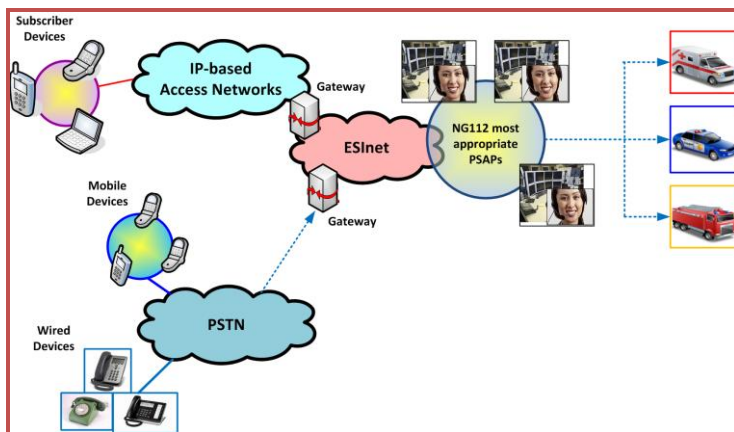 Subscriber
Devices
IP-based
Access Networks
Gateway
ESInet
NG112 most
appropriate
PSAPs
Mobile
Devices
Gateway
PSTN
Wired
Devices